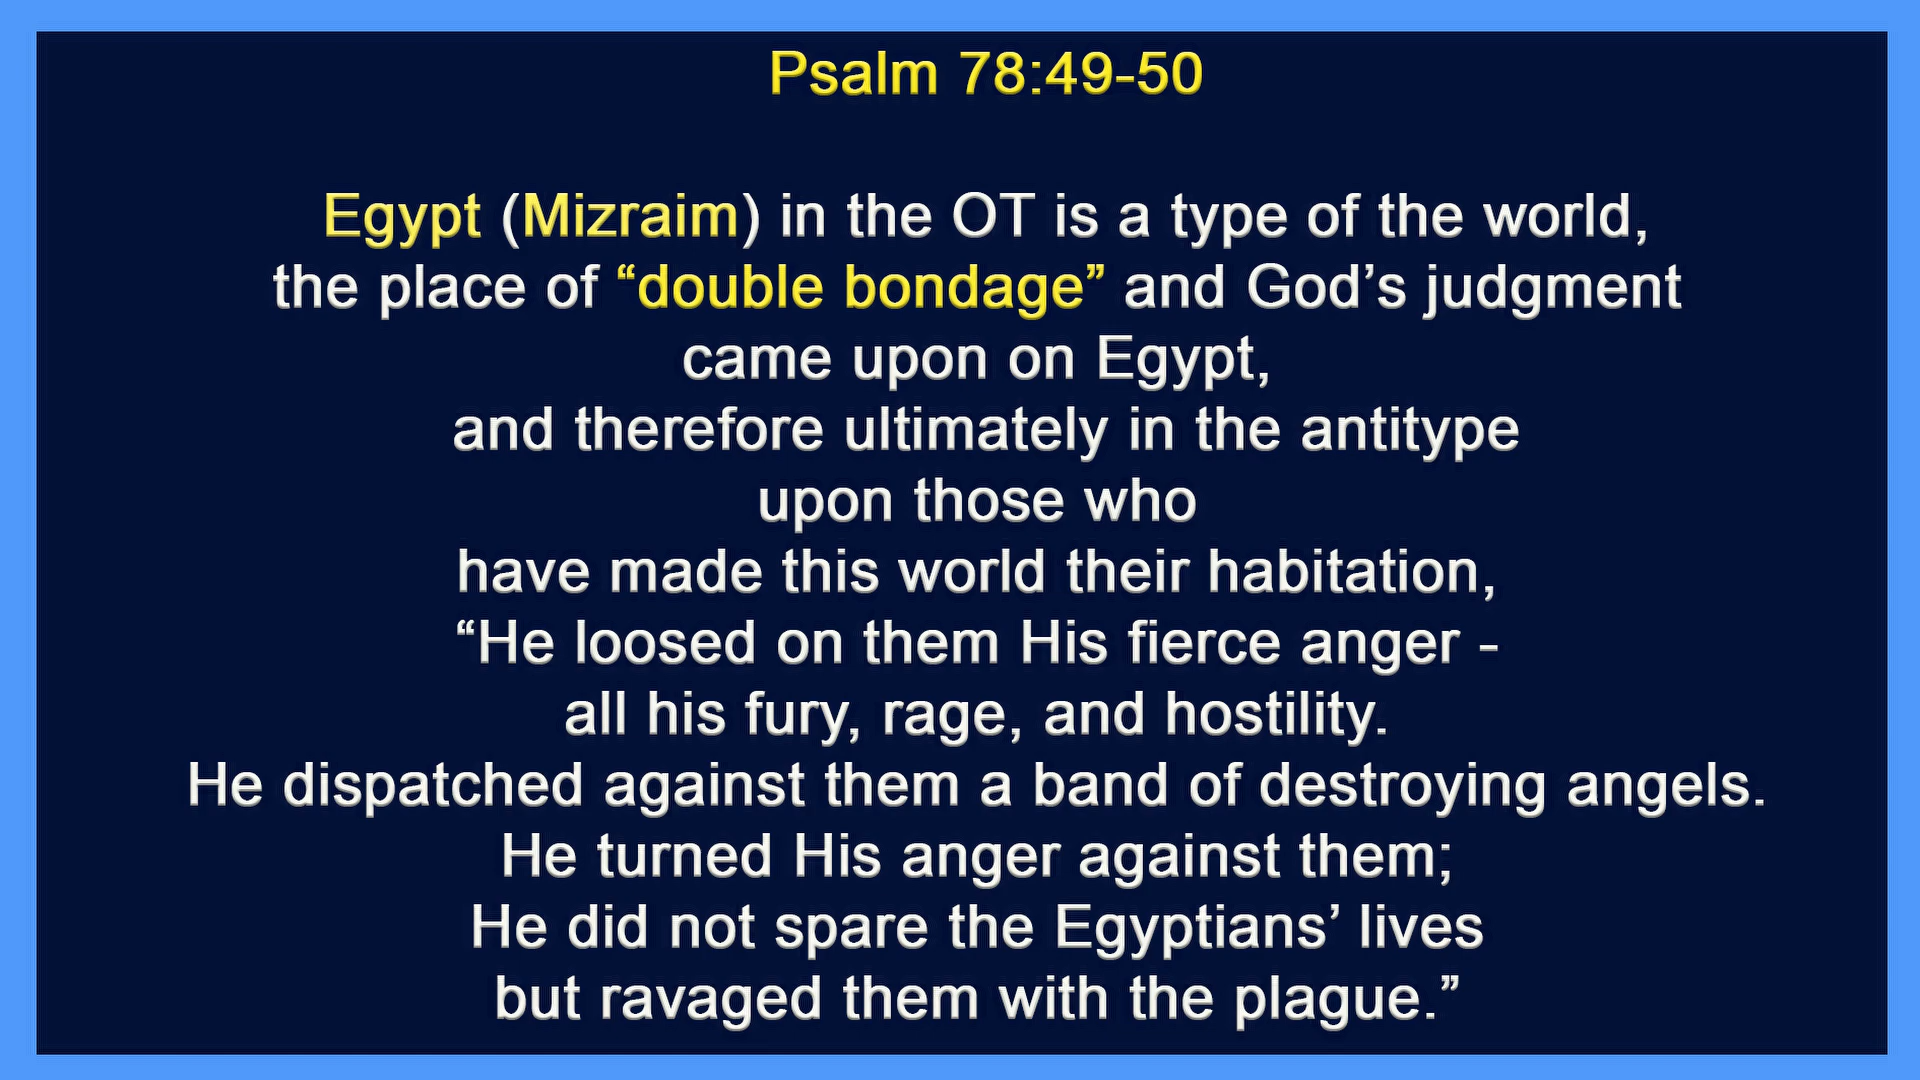 Psalm 78:49-50
Egypt (Mizraim) in the OT is a type of the world,
the place of “double bondage” and God’s judgment
came upon on Egypt,
and therefore ultimately in the antitype
upon those who
have made this world their habitation,
“He loosed on them His fierce anger -
all his fury, rage, and hostility.
He dispatched against them a band of destroying angels.
He turned His anger against them;
He did not spare the Egyptians’ lives
but ravaged them with the plague.”